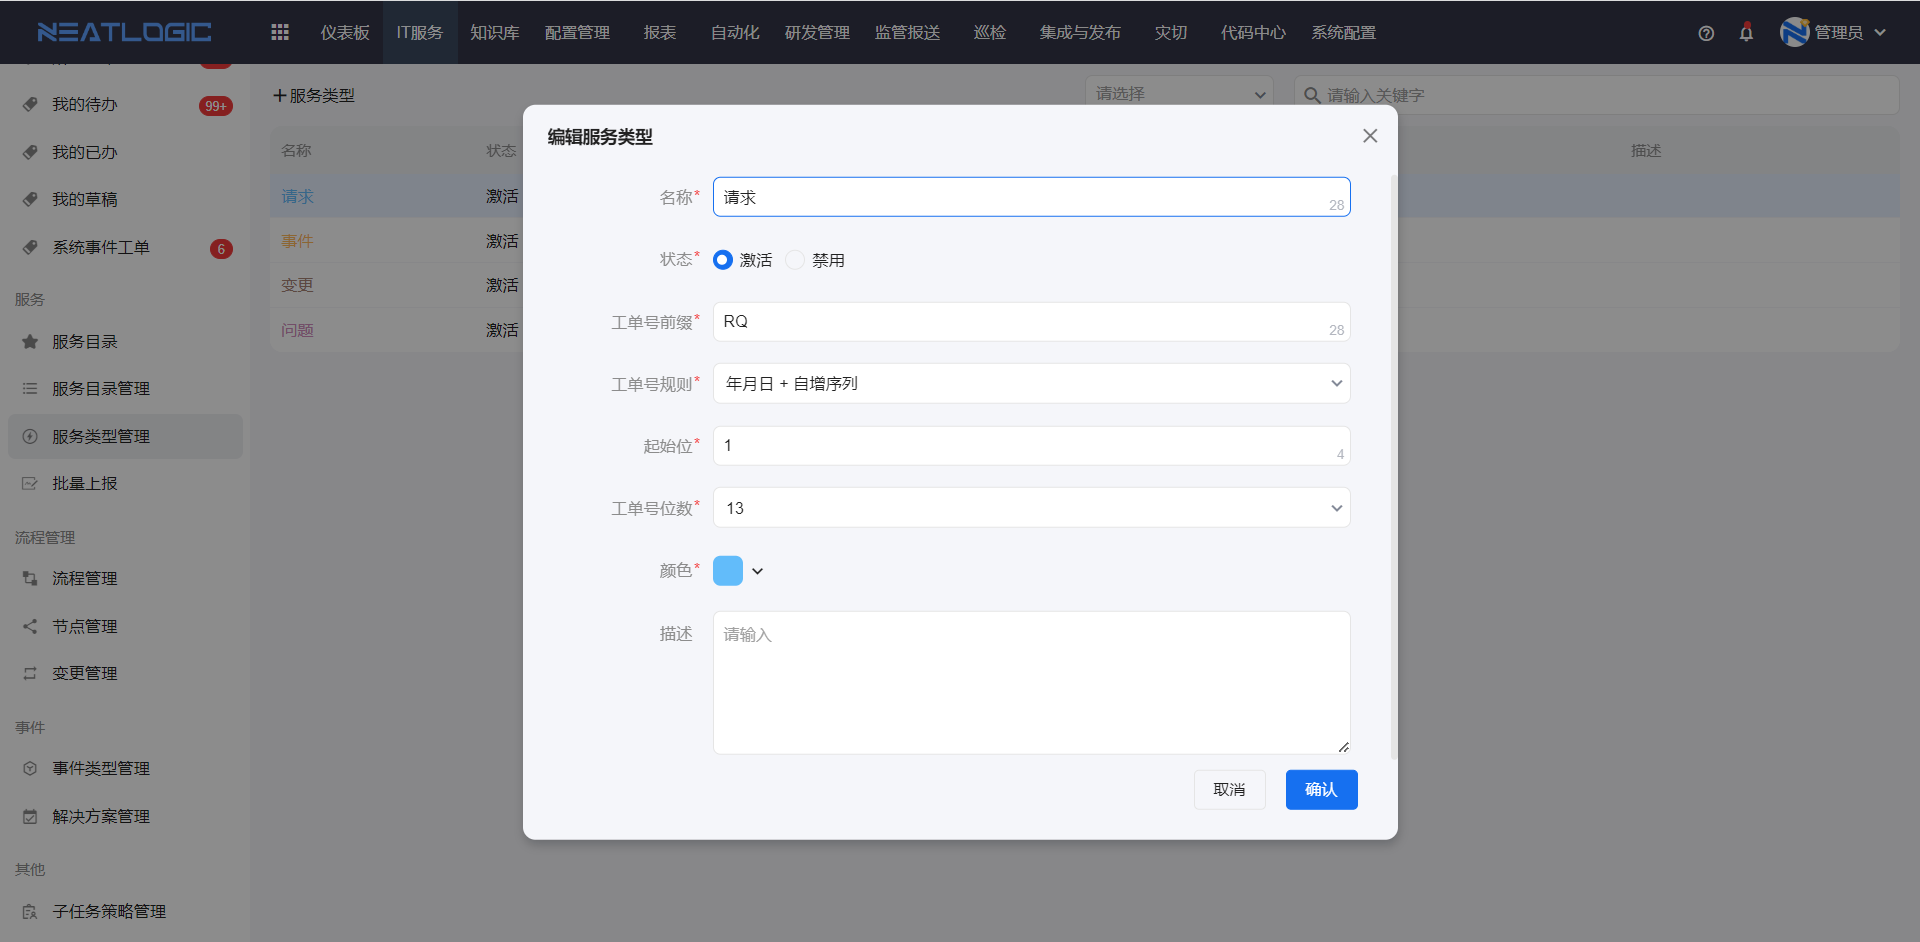 NEATLOGIC
仪表板
IT服务
知识库
配置管理
报表
自动化
研发管理
监管报送
巡检
集成与发布
灾切
代码中心
系统配置
管理员
我的待办
99+
我的已办
我的草稿
系统事件工单
6
服务
服务目录
服务目录管理
服务类型管理
批量上报
流程管理
流程管理
节点管理
变更管理
事件
事件类型管理
解决方案管理
其他
子任务策略管理
服务类型
请选择
请输入关键字
名称
状态
描述
请求
激活
事件
激活
变更
激活
问题
激活
编辑服务类型
名称*
请求
28
状态*
激活
禁用
工单号前缀*
RQ
28
工单号规则*
年月日 + 自增序列
起始位*
1
4
工单号位数*
13
颜色*
描述
请输入
取消
确认